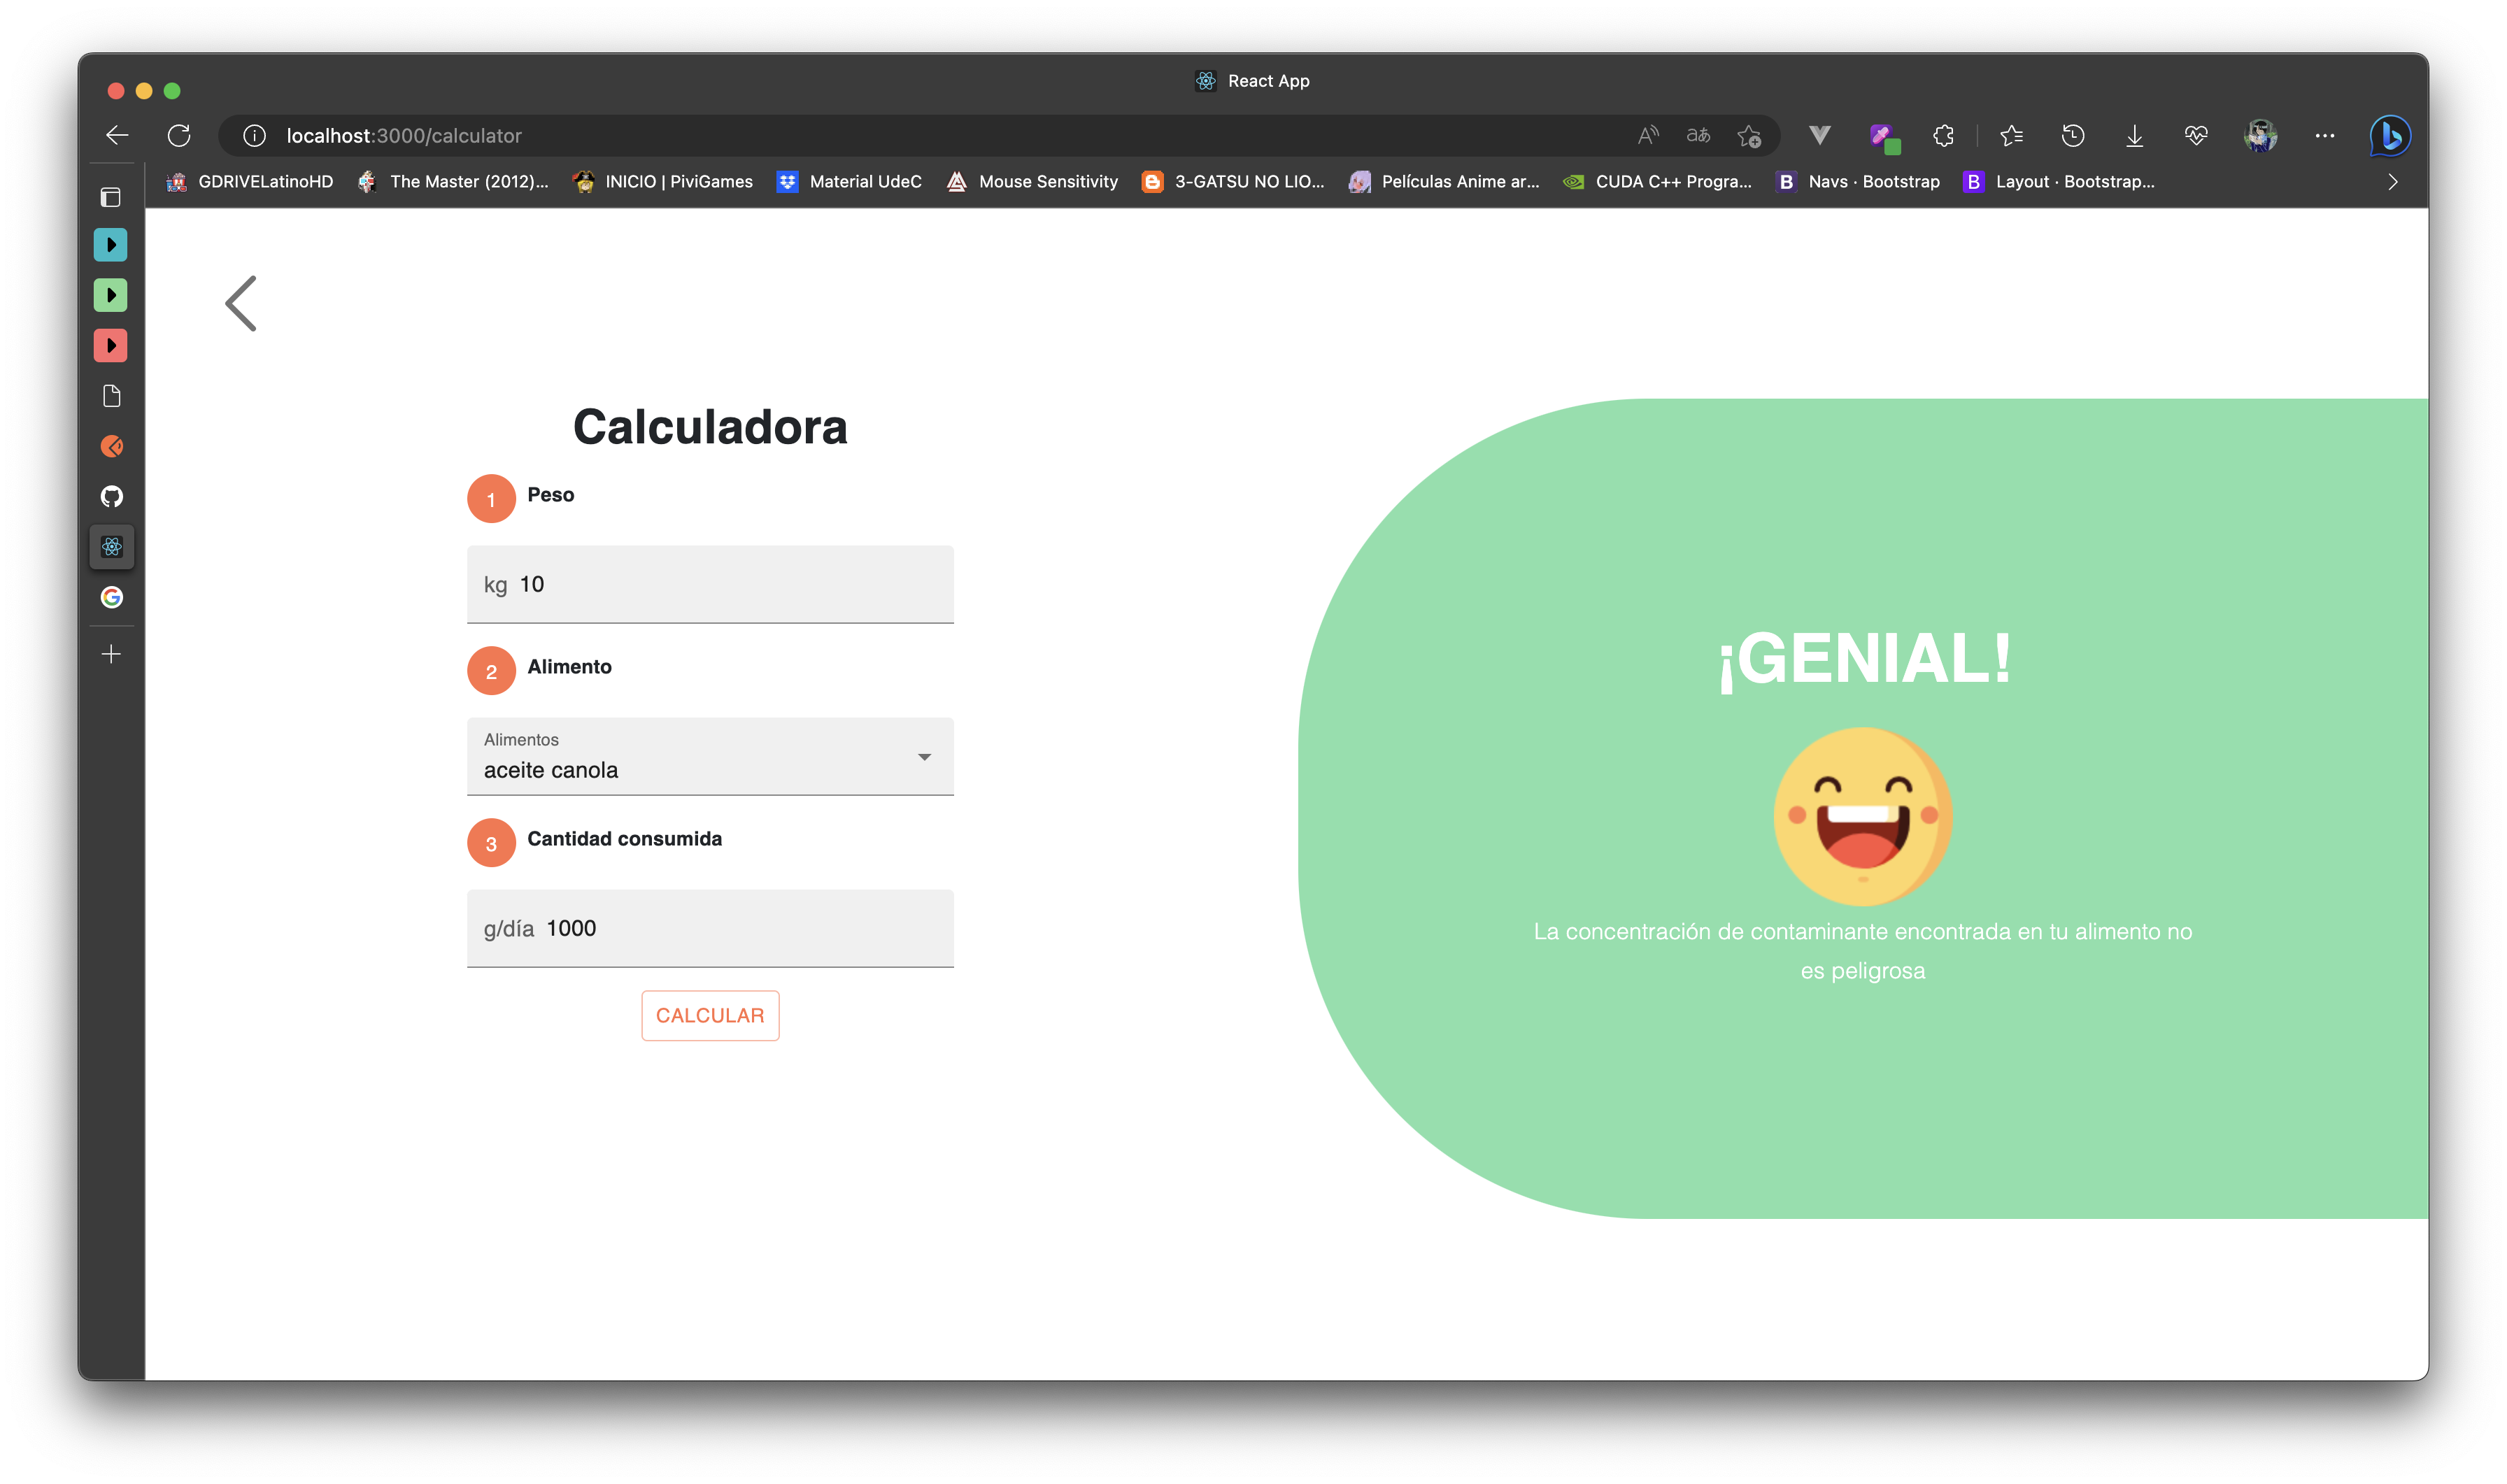 React App
localhost:3000/calculator
GDRIVELatinoHD
The Master (2012)...
INICIO | PiviGames
Material UdeC
Mouse Sensitivity
3-GATSU NO LIO...
Películas Anime ar...
CUDA C++ Progra...
Navs · Bootstrap
Layout · Bootstrap...
Calculadora
1 Peso
kg 10
2 Alimento
Alimentos
aceite canola
3 Cantidad consumida
g/día 1000
CALCULAR
¡GENIAL!
La concentración de contaminante encontrada en tu alimento no
es peligrosa